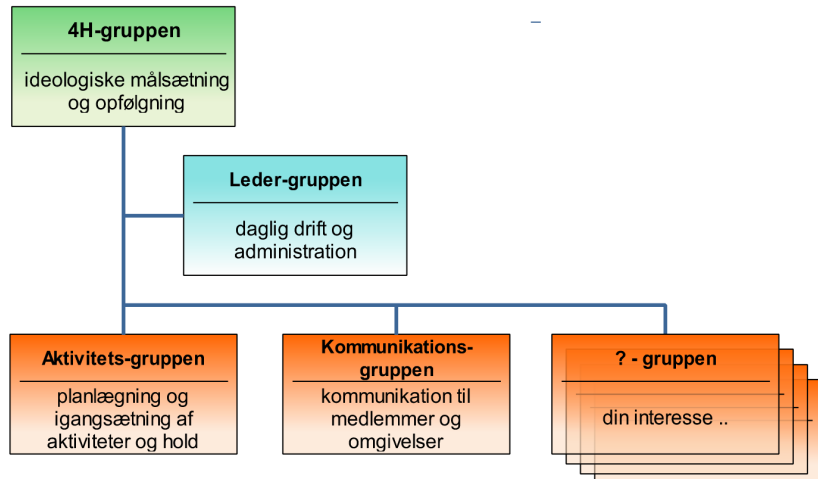 4H-gruppen
ideologiske målsætning
og opfølgning
Leder-gruppen
daglig drift og
administration
Aktivitets-gruppen
planlægning og
igangsætning af
aktiviteter og hold
Kommunikations-
gruppen
kommunikation til
medlemmer og
omgivelser
? - gruppen
din interesse ..